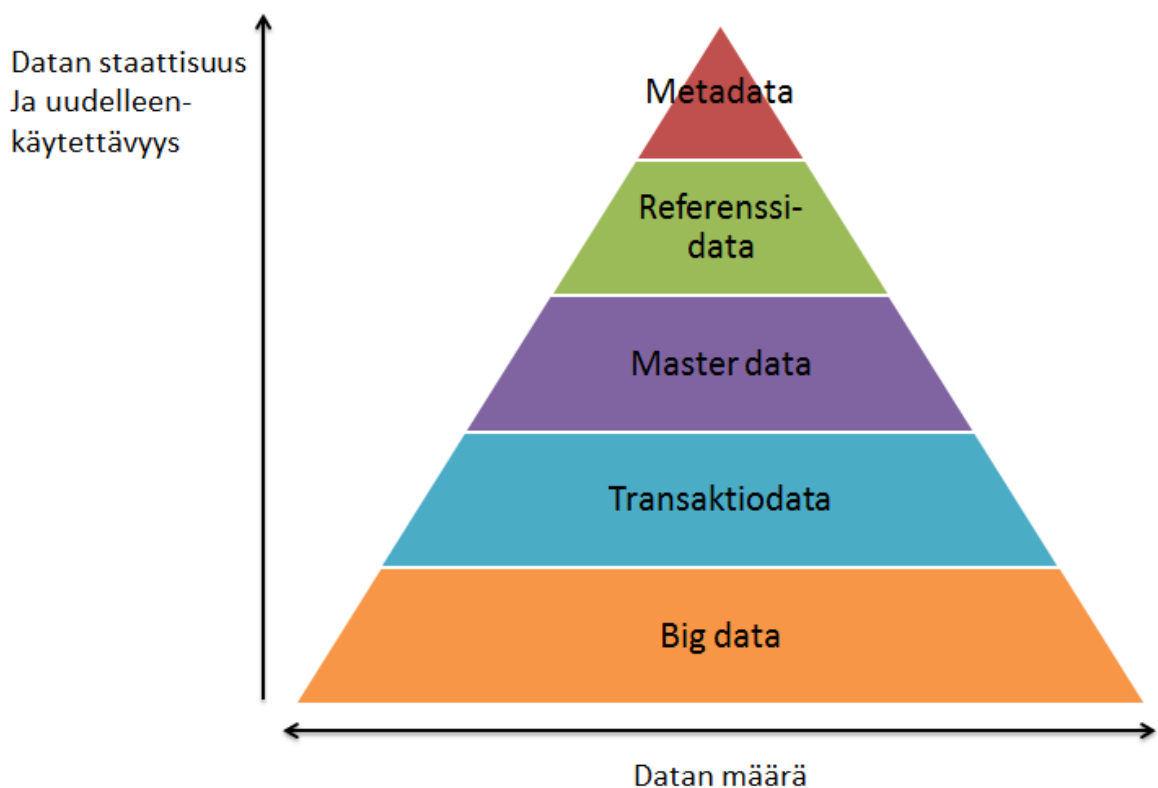 Datan staattisuus
Ja uudelleen-
käytettävyys
Metadata
Referenssi-
data
Master data
Transaktiodata
Big data
Datan määrä